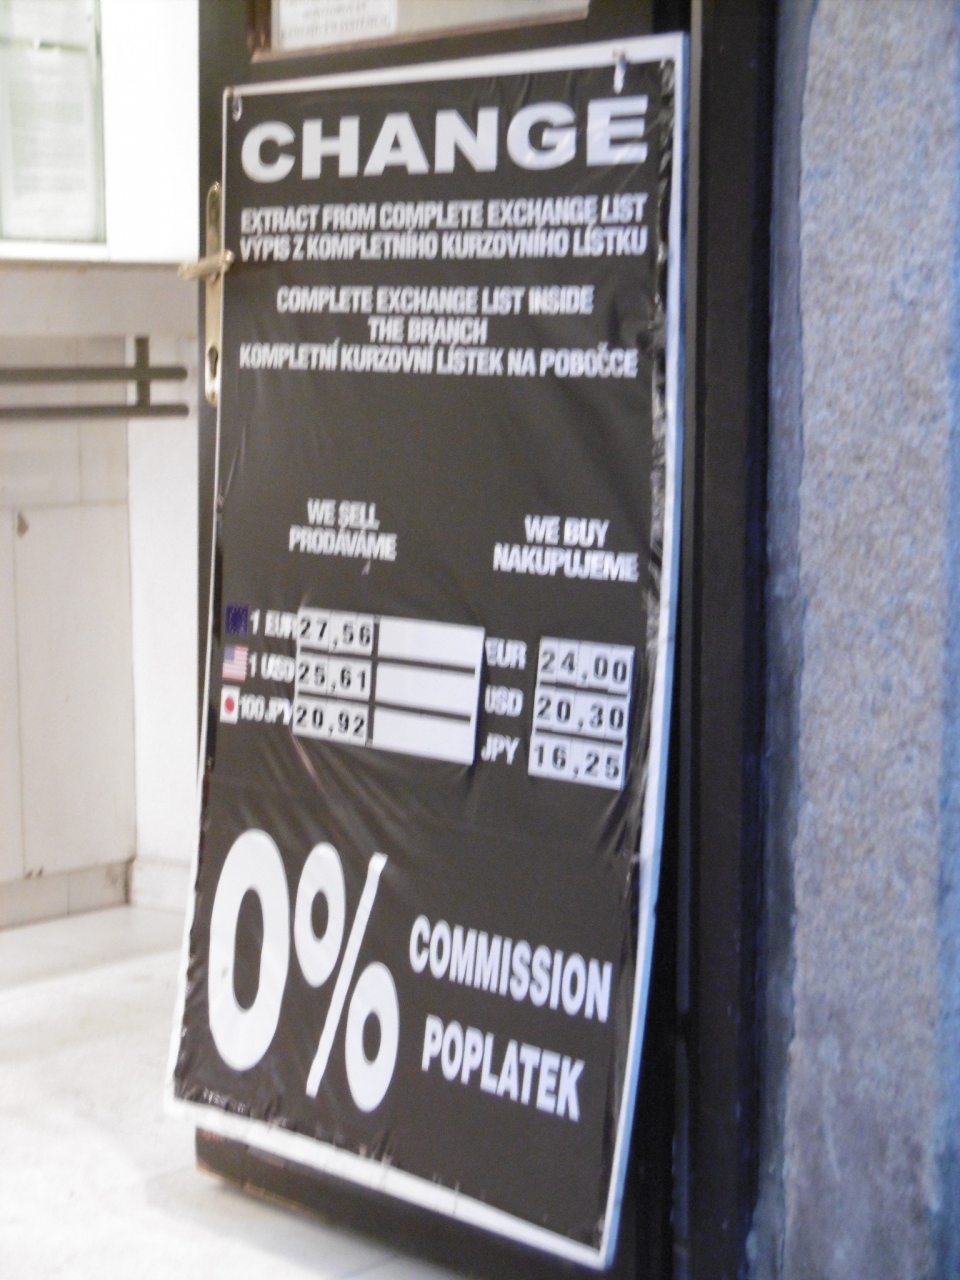 CHANGE
EXTRACT FROM COMPLETE EXCHANGE LIST
VÝPIS Z KOMPLETNÍHO KURZOVNÍHO LÍSTKU
COMPLETE EXCHANGE LIST INSIDE
THE BRANCH
KOMPLETNÍ KURZOVNÍ LÍSTEK NA POBOČCE
WE SELL
PRODÁVÁME
WE BUY
NAKUPUJEME
1 EUR 27,56 EUR 24,00
1 USD 25,61 USD 20,30
100 JPY 20,92 JPY 16,25
0% COMMISSION
POPLATEK